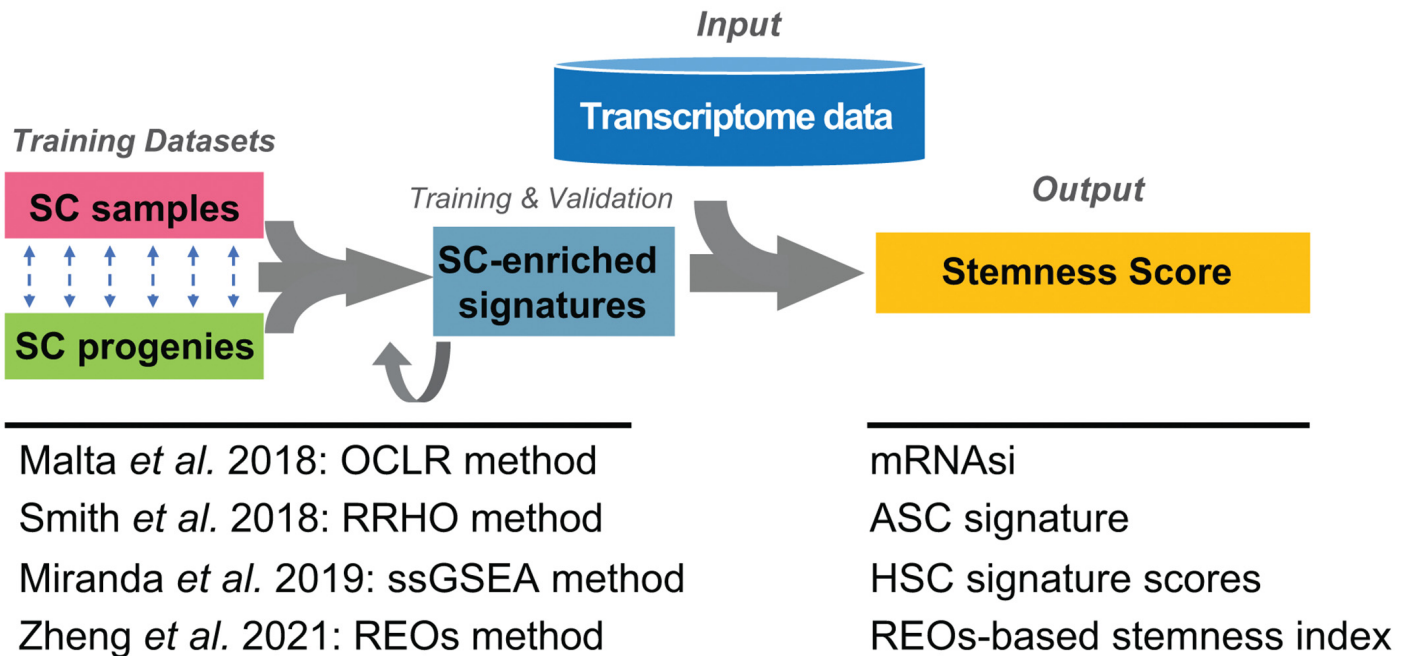 Input
Transcriptome data
Training Datasets
SC samples
SC progenies
Training & Validation
SC-enriched
signatures
Output
Stemness Score
Malta et al. 2018: OCLR method
mRNAsi
Smith et al. 2018: RRHO method
ASC signature
Miranda et al. 2019: ssGSEA method
HSC signature scores
Zheng et al. 2021: REOs method
REOs-based stemness index